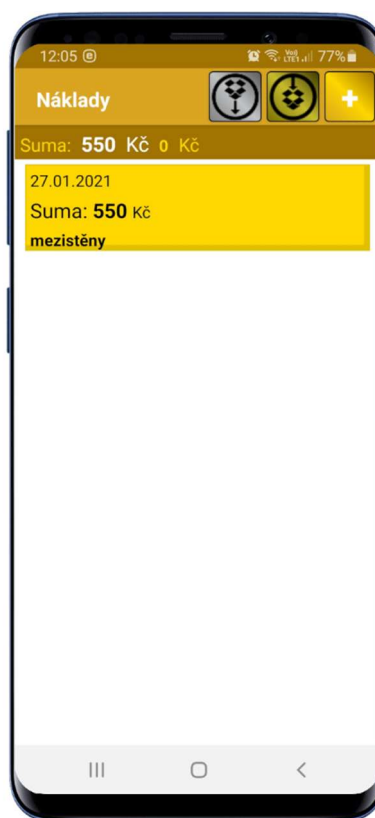 12:05 77%
Náklady
Suma: 550 Kč 0 Kč
27.01.2021
Suma: 550 Kč
mezistěny